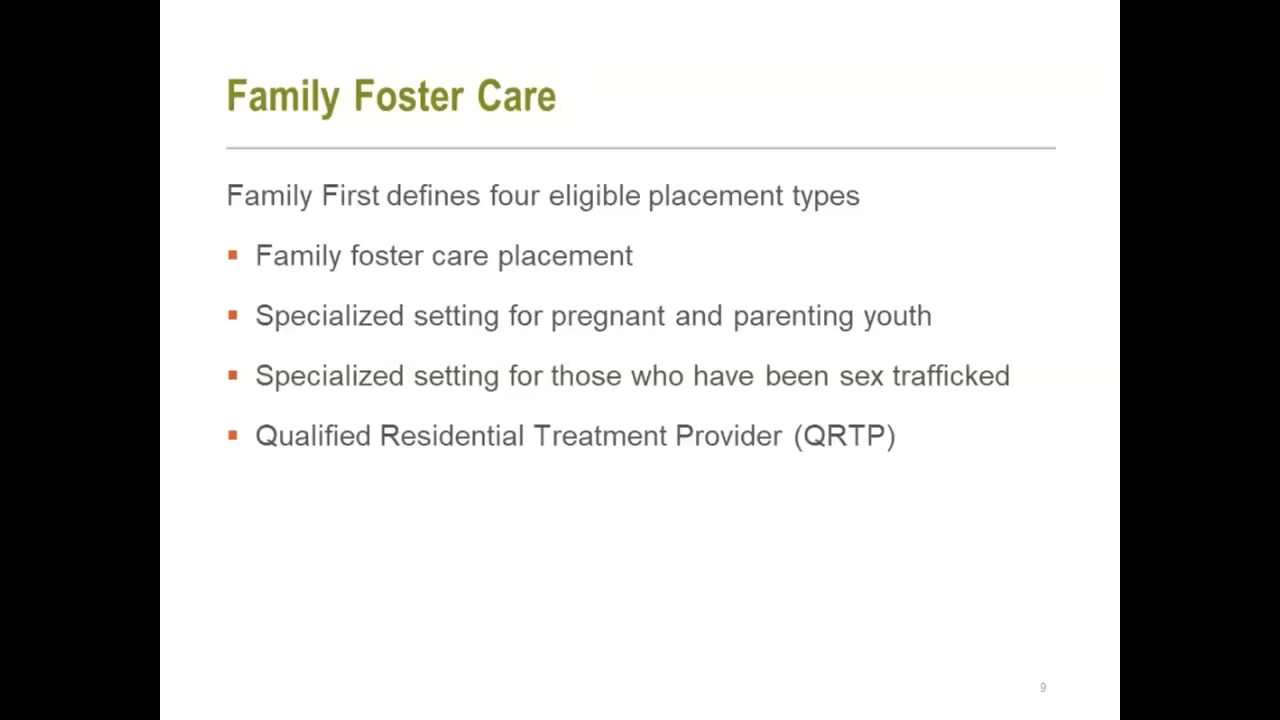 Family Foster Care
Family First defines four eligible placement types
▪ Family foster care placement
▪ Specialized setting for pregnant and parenting youth
▪ Specialized setting for those who have been sex trafficked
▪ Qualified Residential Treatment Provider (QRTP)
9